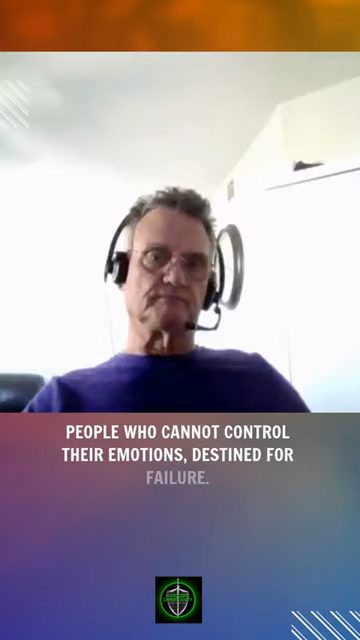 PEOPLE WHO CANNOT CONTROL
THEIR EMOTIONS, DESTINED FOR
FAILURE.